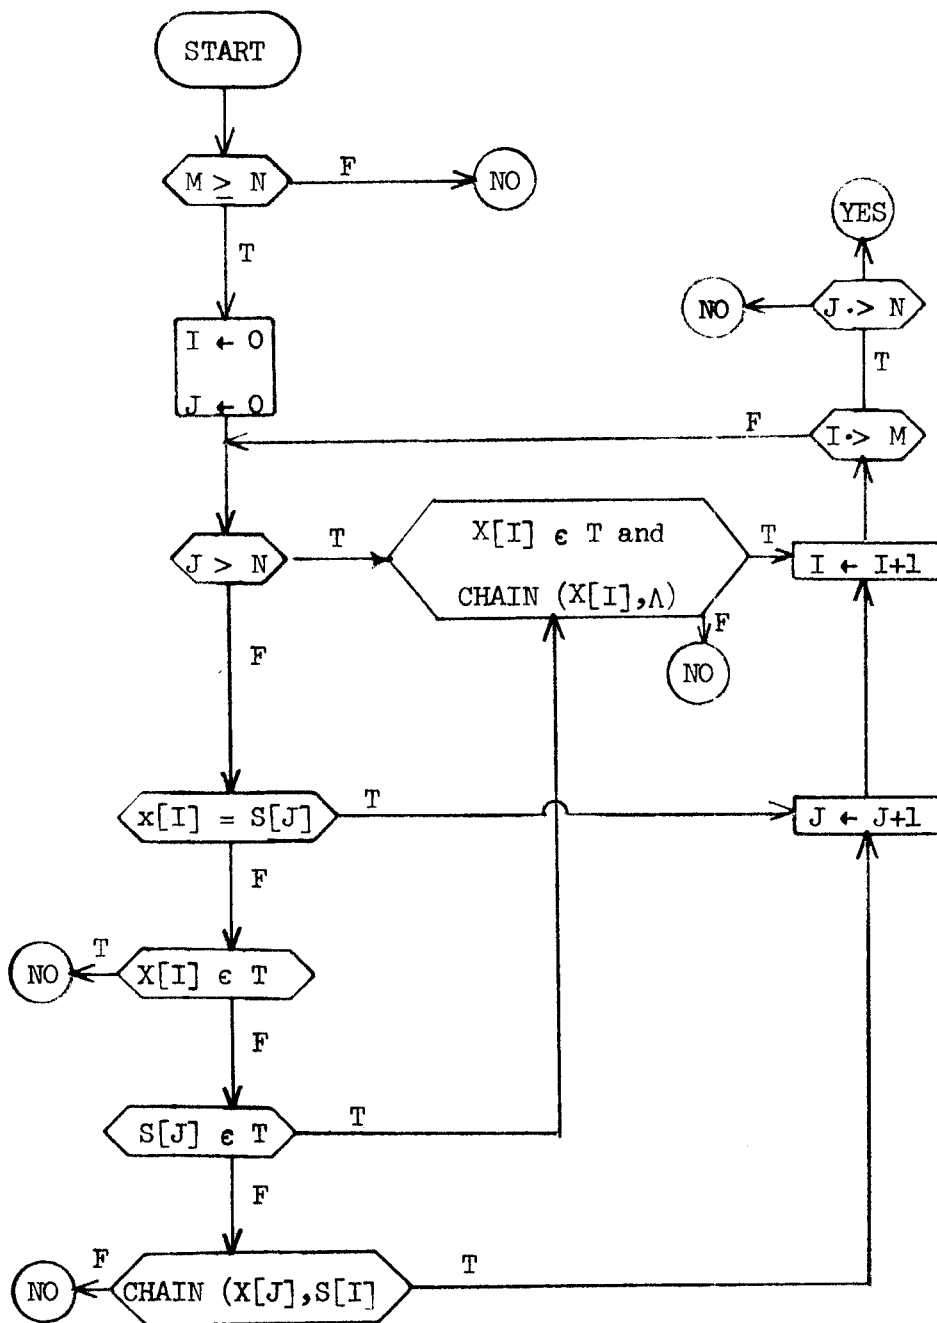 START
M ≥ N
F
NO
T
YES
NO
J > N
T
I ← 0
J ← 0
F
I > M
J > N
T
X[I] ε T and
CHAIN (X[I],Λ)
T
I ← I+1
F
NO
F
x[I] = S[J]
T
J ← J+1
F
NO
T
X[I] ε T
F
S[J] ε T
T
F
NO
F
CHAIN (X[J],S[I]
T